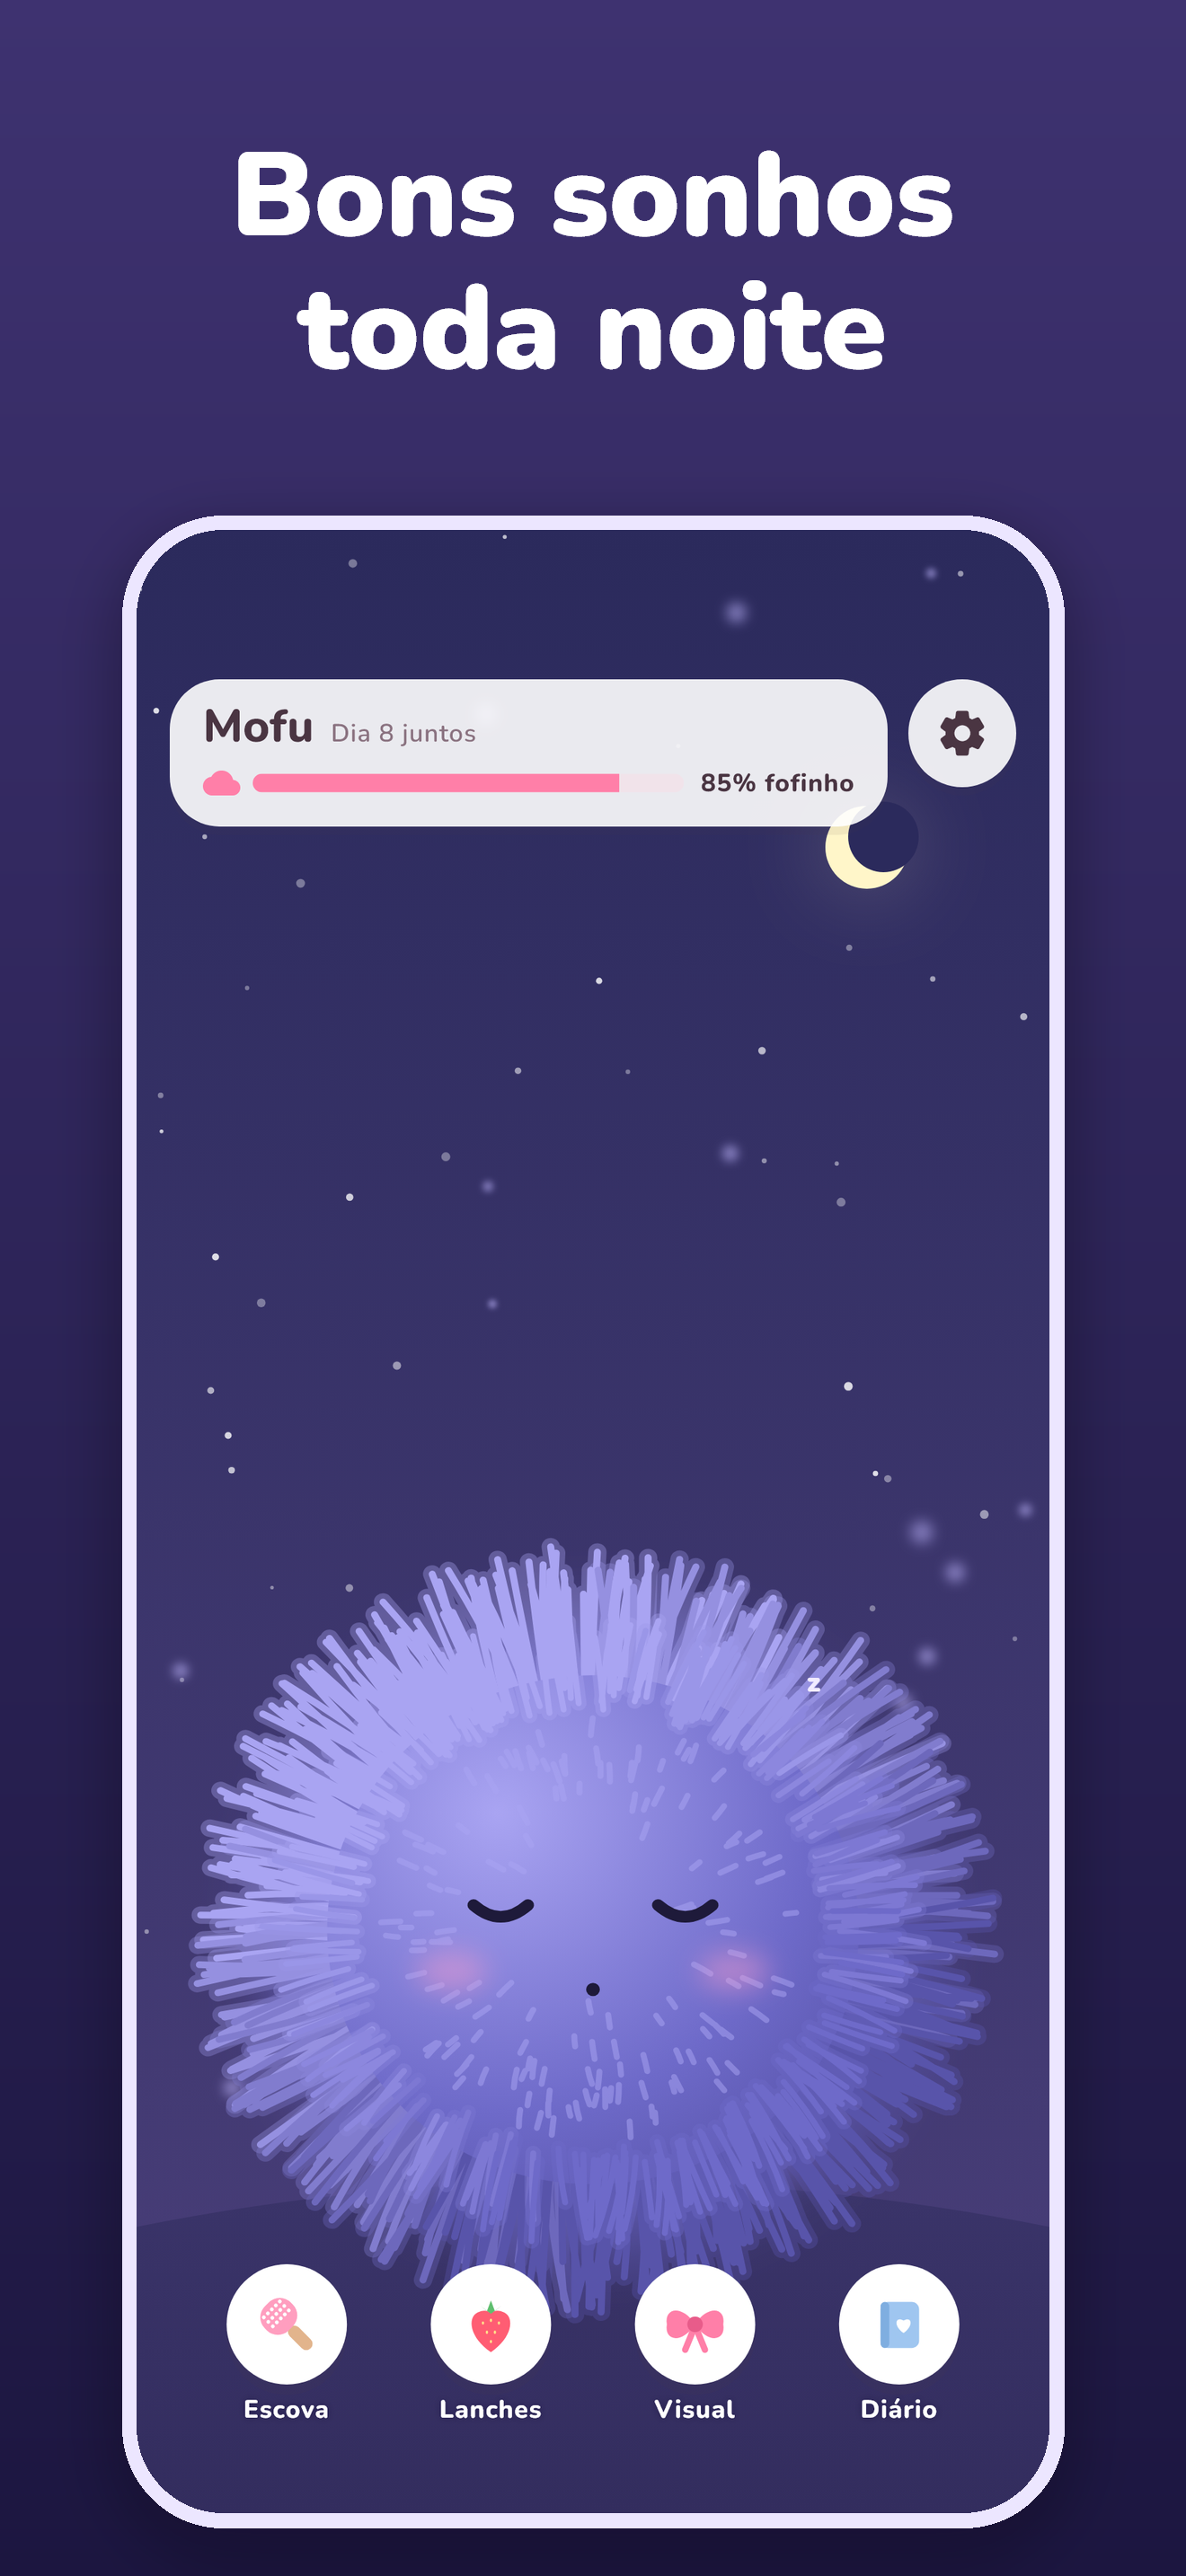 Bons sonhos
toda noite
Mofu Dia 8 juntos
85% fofinho
z
Escova Lanches Visual Diário